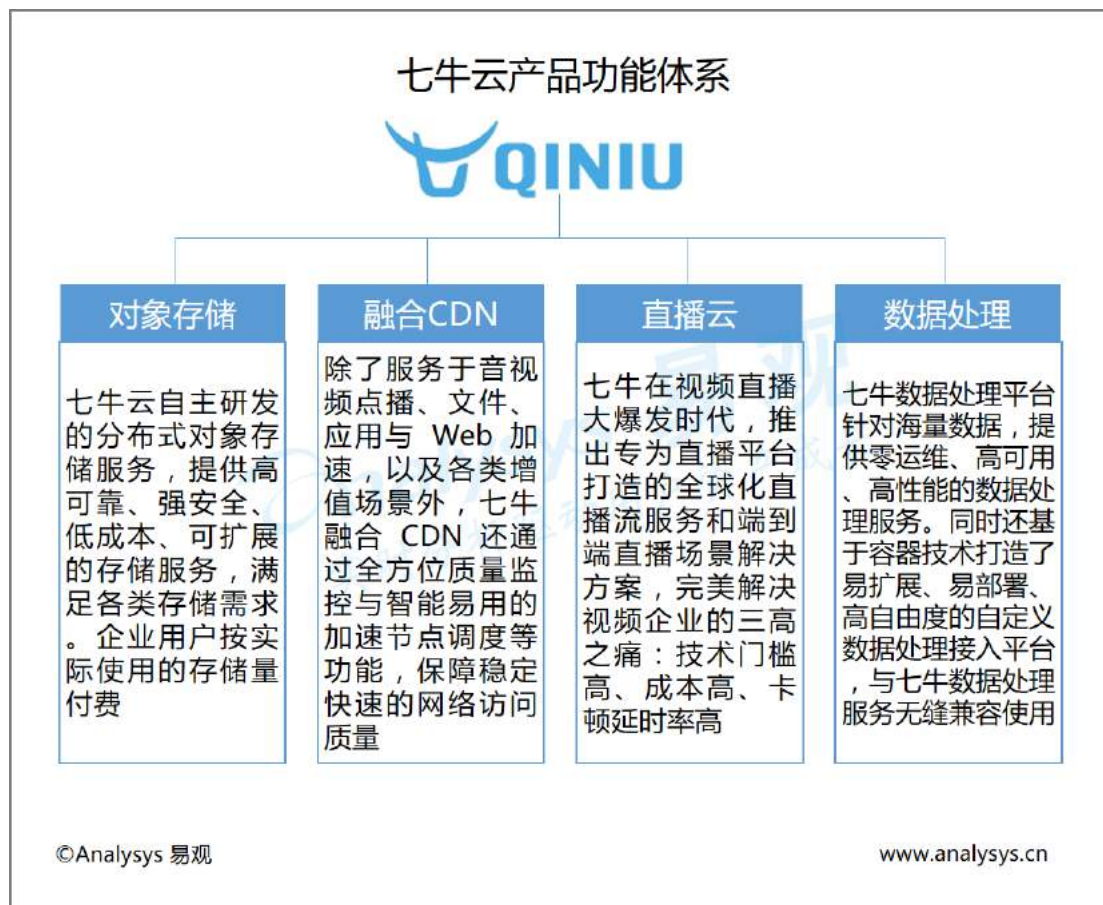 七牛云产品功能体系
QINIU
对象存储
七牛云自主研发
的分布式对象存
储服务，提供高
可靠、强安全、
低成本、可扩展
的存储服务，满
足各类存储需求
。企业用户按实
际使用的存储量
付费
融合CDN
除了服务于音视
频点播、文件、
应用与 Web 加
速，以及各类增
值场景外，七牛
融合 CDN 还通
过全方位质量监
控与智能易用的
加速节点调度等
功能，保障稳定
快速的网络访问
质量
直播云
七牛在视频直播
大爆发时代，推
出专为直播平台
打造的全球化直
播流服务和端到
端直播场景解决
方案，完美解决
视频企业的三高
之痛：技术门槛
高、成本高、卡
顿延时率高
数据处理
七牛数据处理平台
针对海量数据，提
供零运维、高可用
、高性能的数据处
理服务。同时还基
于容器技术打造了
易扩展、易部署、
高自由度的自定义
数据处理接入平台
，与七牛数据处理
服务无缝兼容使用
Analysys 易观
©Analysys 易观
www.analysys.cn